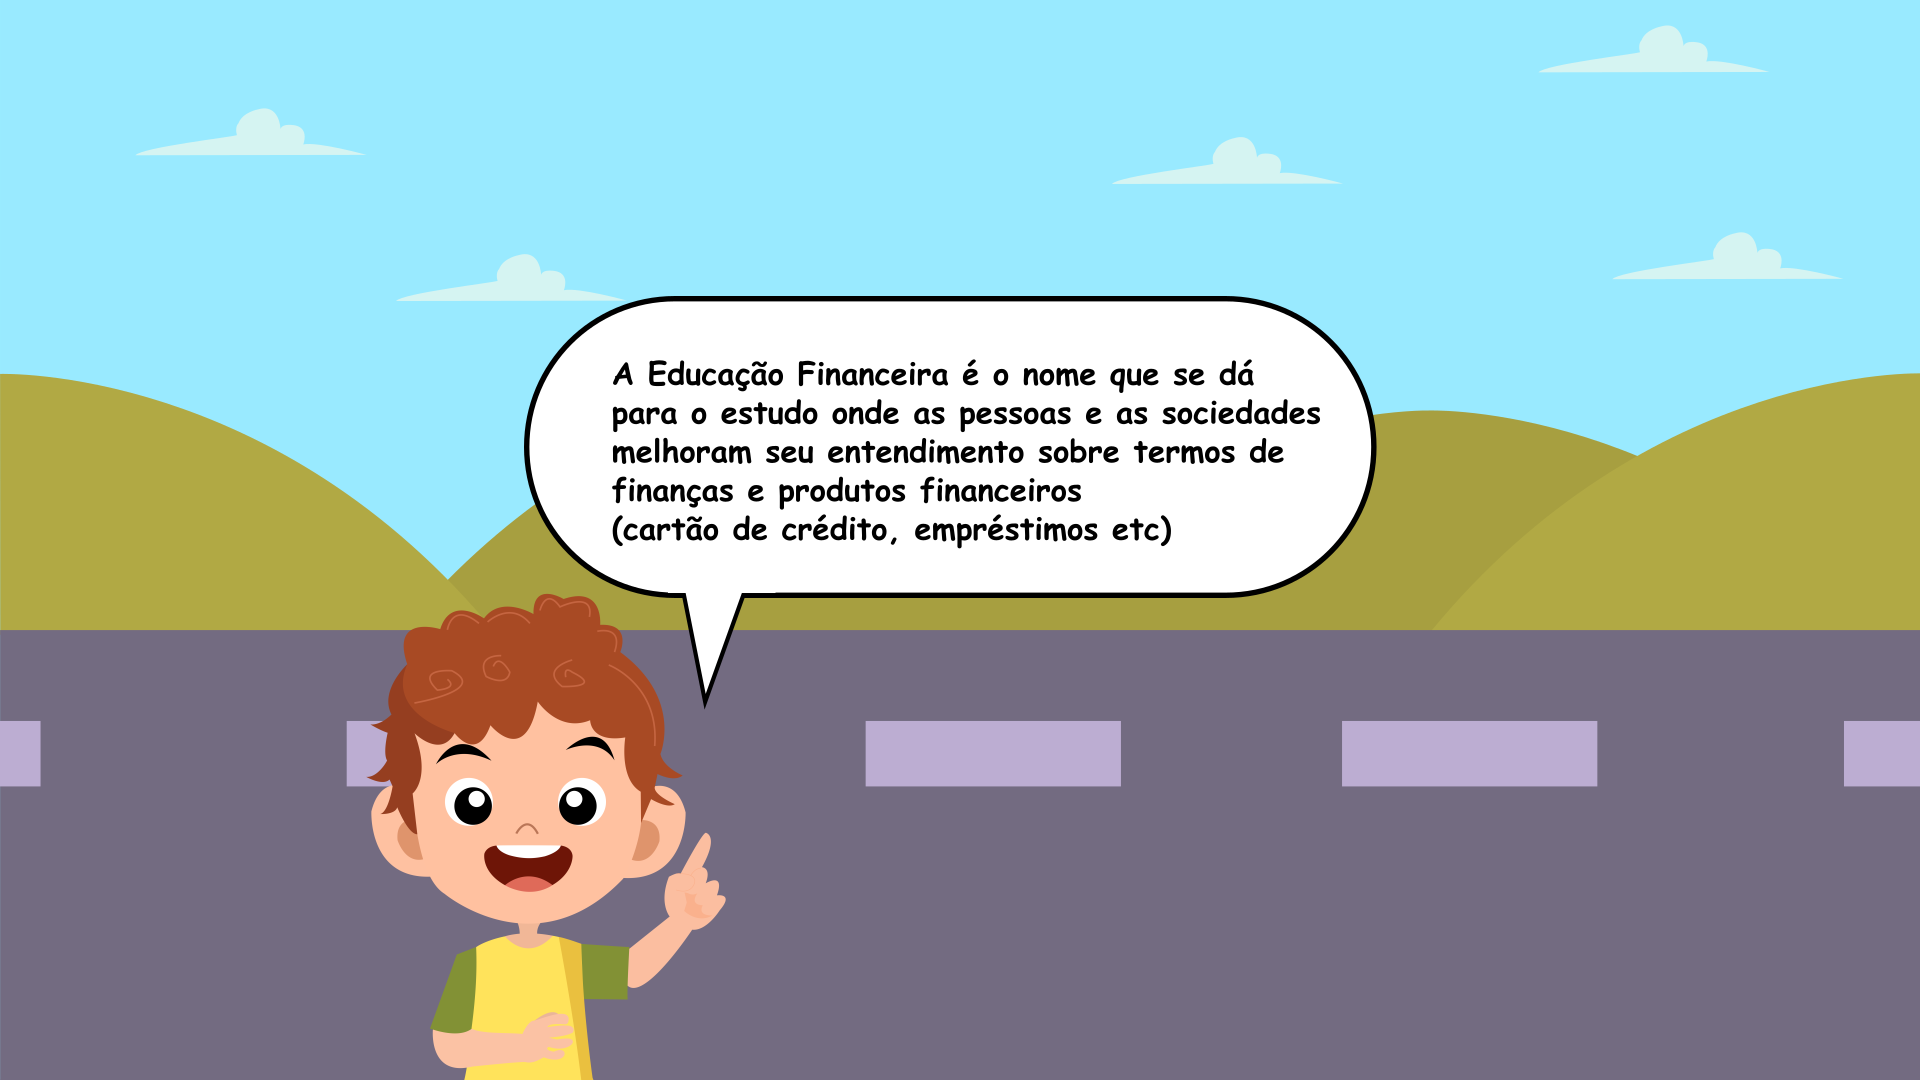 A Educação Financeira é o nome que se dá
para o estudo onde as pessoas e as sociedades
melhoram seu entendimento sobre termos de
finanças e produtos financeiros
(cartão de crédito, empréstimos etc)